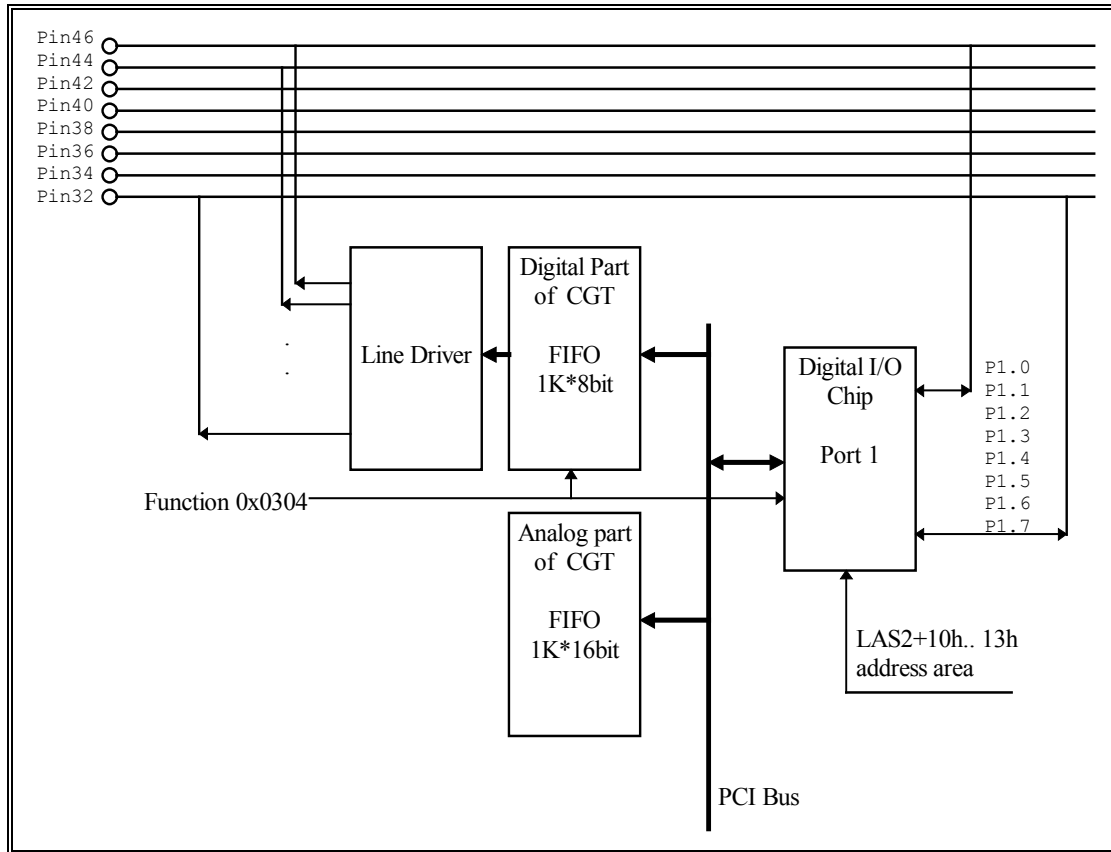 Pin46
Pin44
Pin42
Pin40
Pin38
Pin36
Pin34
Pin32
Line Driver
Digital Part
of CGT
FIFO
1K*8bit
Digital I/O
Chip
Port 1
P1.0
P1.1
P1.2
P1.3
P1.4
P1.5
P1.6
P1.7
Function 0x0304
Analog part
of CGT
FIFO
1K*16bit
LAS2+10h.. 13h
address area
PCI Bus